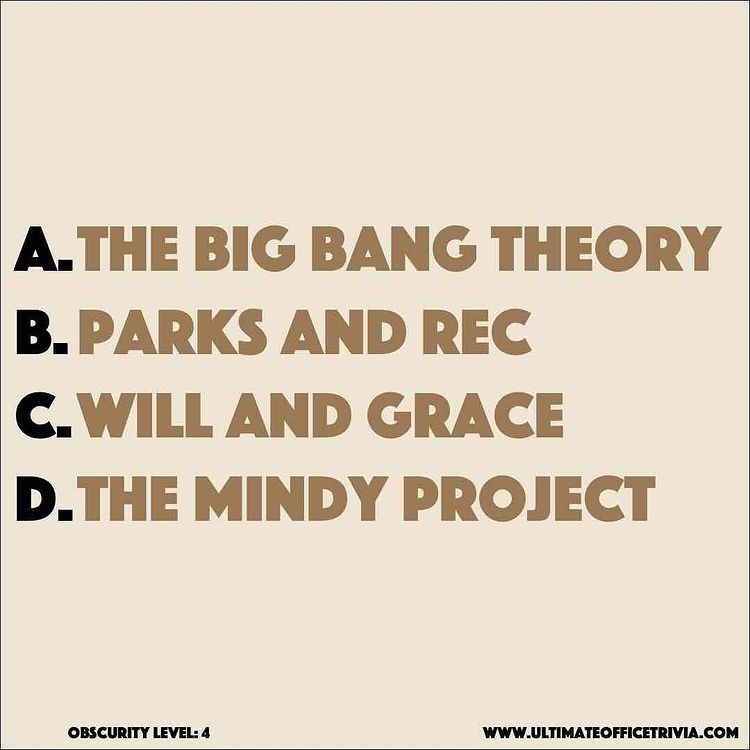 A. THE BIG BANG THEORY
B. PARKS AND REC
C. WILL AND GRACE
D. THE MINDY PROJECT
OBSCURITY LEVEL: 4
WWW.ULTIMATEOFFICETRIVIA.COM